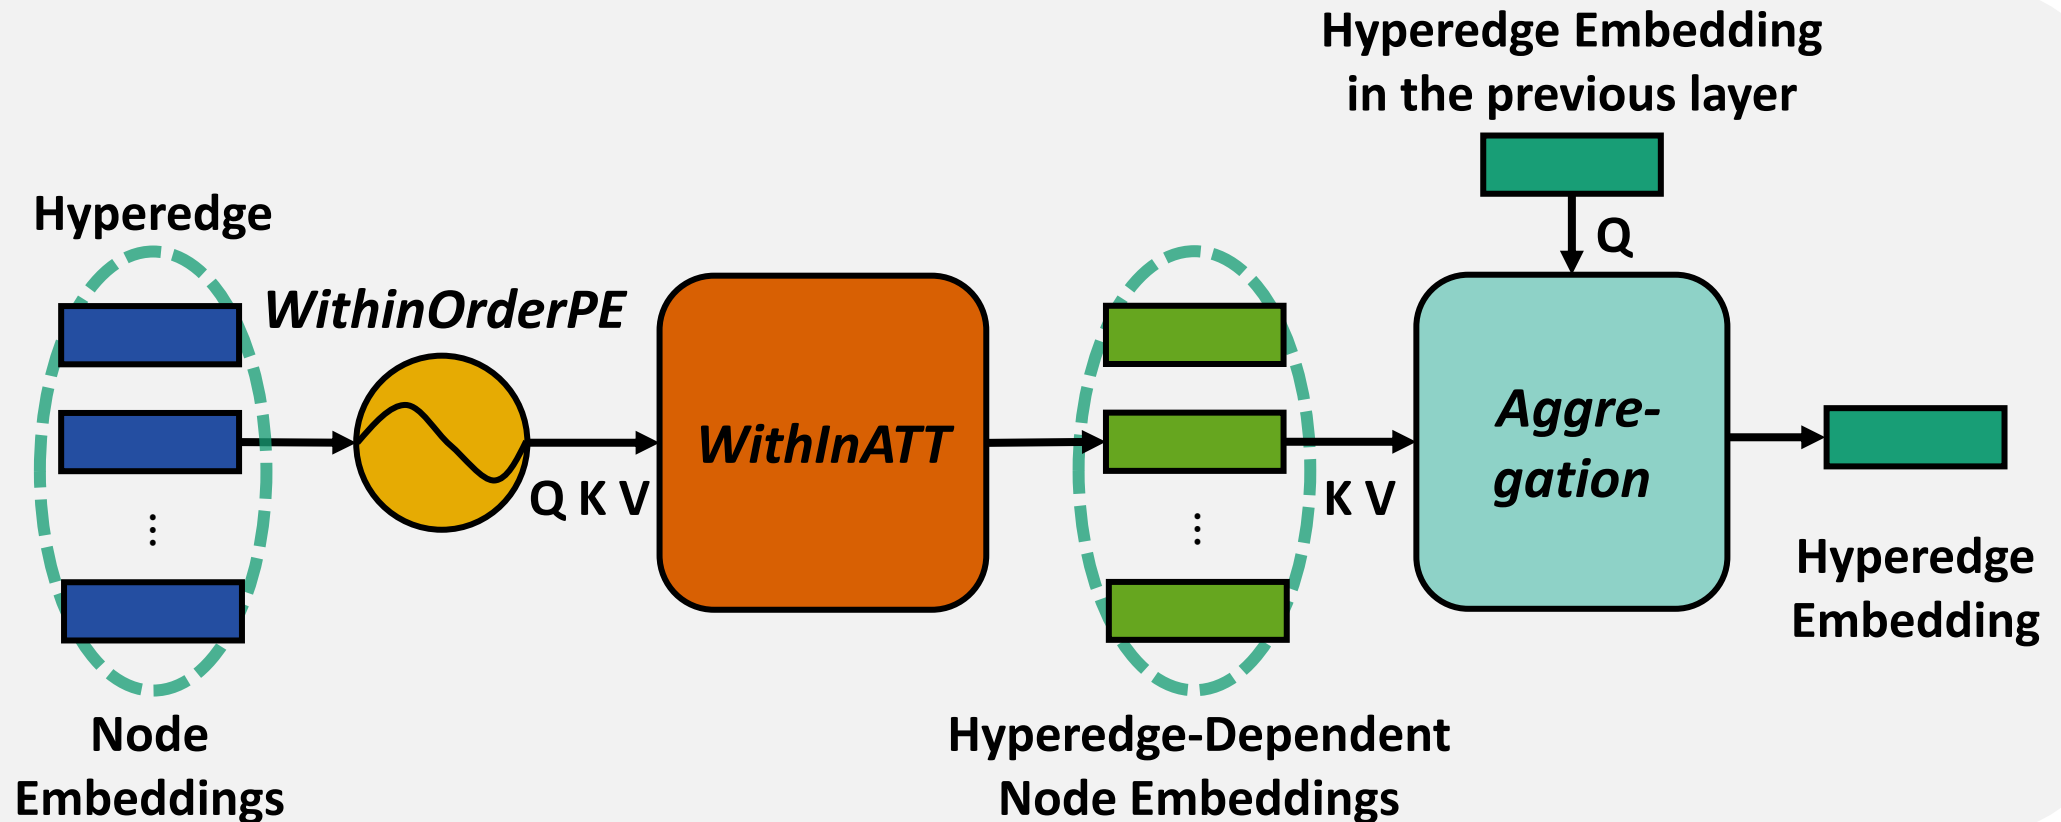 Hyperedge Embedding
in the previous layer
Q
Hyperedge
WithinOrderPE
Q K V
WithInATT
K V
Aggre-
gation
Node
Embeddings
Hyperedge-Dependent
Node Embeddings
Hyperedge
Embedding